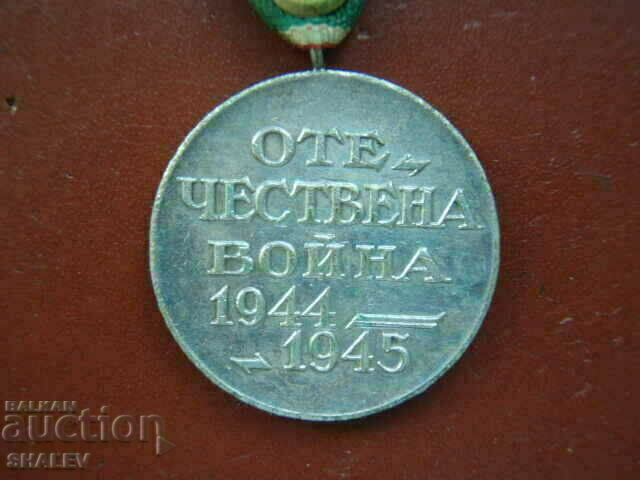 ОТЕ-
ЧЕСТВЕНА
ВОЙНА
1944
1945
BALKAN
auction
SHALEV